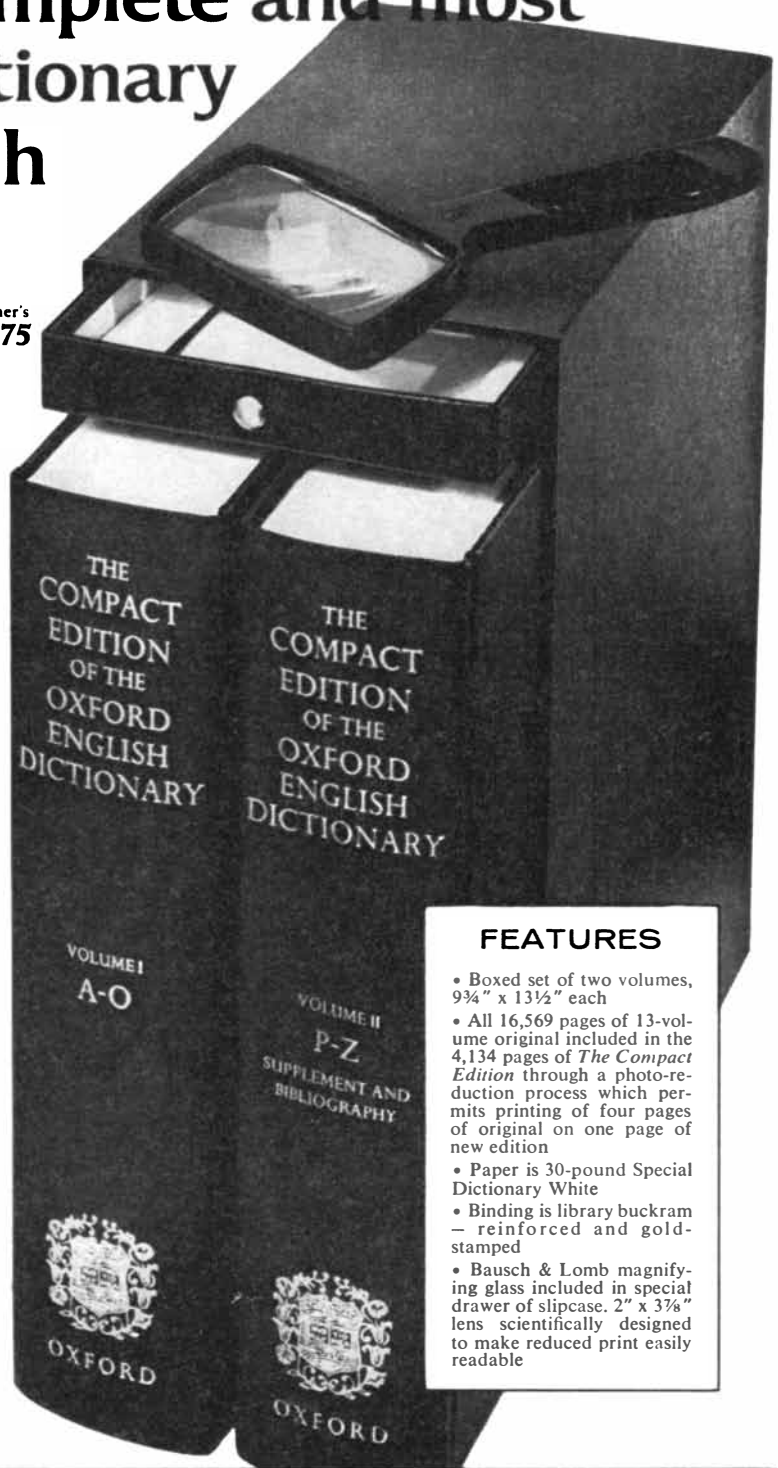 and most
tionary
h
75
THE
COMPACT
EDITION
OF THE
OXFORD
ENGLISH
DICTIONARY
VOLUME I
A-O
OXFORD
THE
COMPACT
EDITION
OF THE
OXFORD
ENGLISH
DICTIONARY
VOLUME II
P-Z
SUPPLEMENT AND
BIBLIOGRAPHY
OXFORD
FEATURES
• Boxed set of two volumes,
9¾" x 13½" each
• All 16,569 pages of 13-vol-
ume original included in the
4,134 pages of The Compact
Edition through a photo-re-
duction process which per-
mits printing of four pages
of original on one page of
new edition
• Paper is 30-pound Special
Dictionary White
• Binding is library buckram
— reinforced and gold-
stamped
• Bausch & Lomb magnify-
ing glass included in special
drawer of slipcase. 2" x 3⅞"
lens scientifically designed
to make reduced print easily
readable